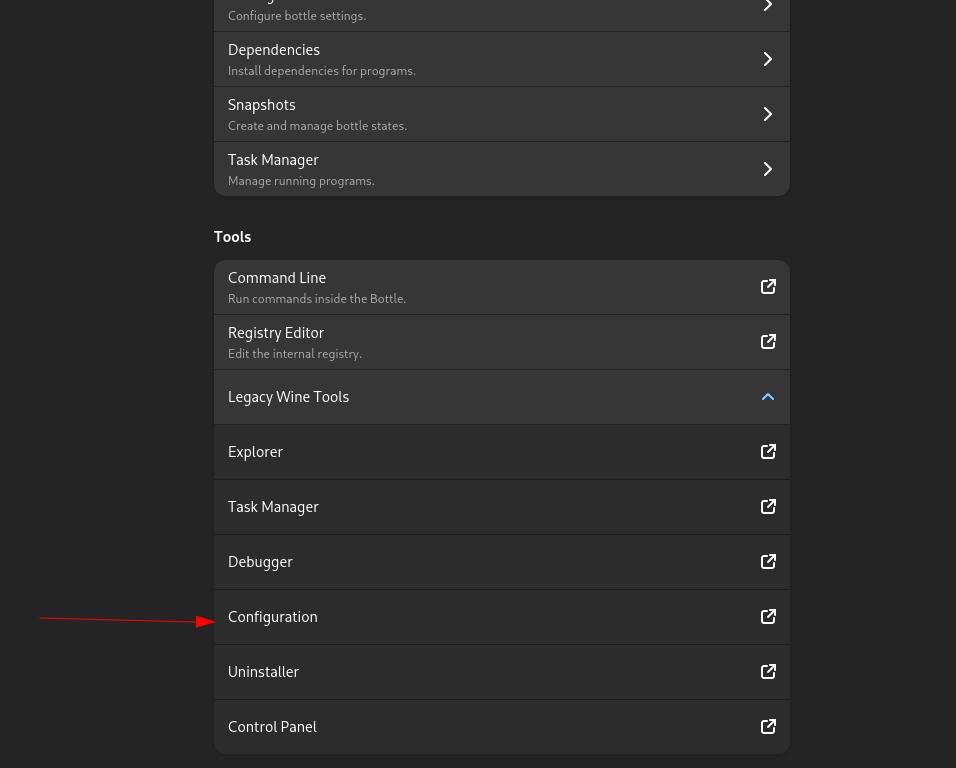 Configure bottle settings.
Dependencies
Install dependencies for programs.
Snapshots
Create and manage bottle states.
Task Manager
Manage running programs.
Tools
Command Line
Run commands inside the Bottle.
Registry Editor
Edit the internal registry.
Legacy Wine Tools
Explorer
Task Manager
Debugger
Configuration
Uninstaller
Control Panel